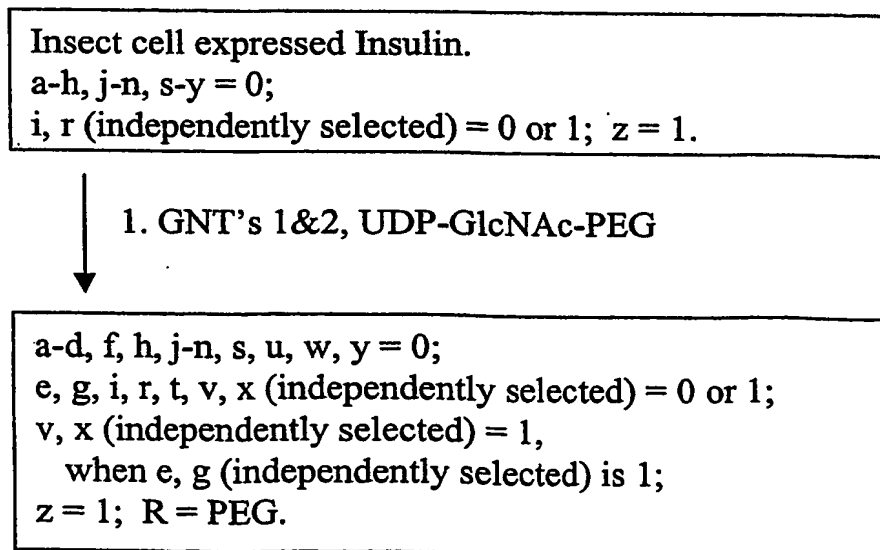 Insect cell expressed Insulin.
a-h, j-n, s-y = 0;
i, r (independently selected) = 0 or 1; z = 1.
1. GNT's 1&2, UDP-GlcNAc-PEG
a-d, f, h, j-n, s, u, w, y = 0;
e, g, i, r, t, v, x (independently selected) = 0 or 1;
v, x (independently selected) = 1,
when e, g (independently selected) is 1;
z = 1; R = PEG.